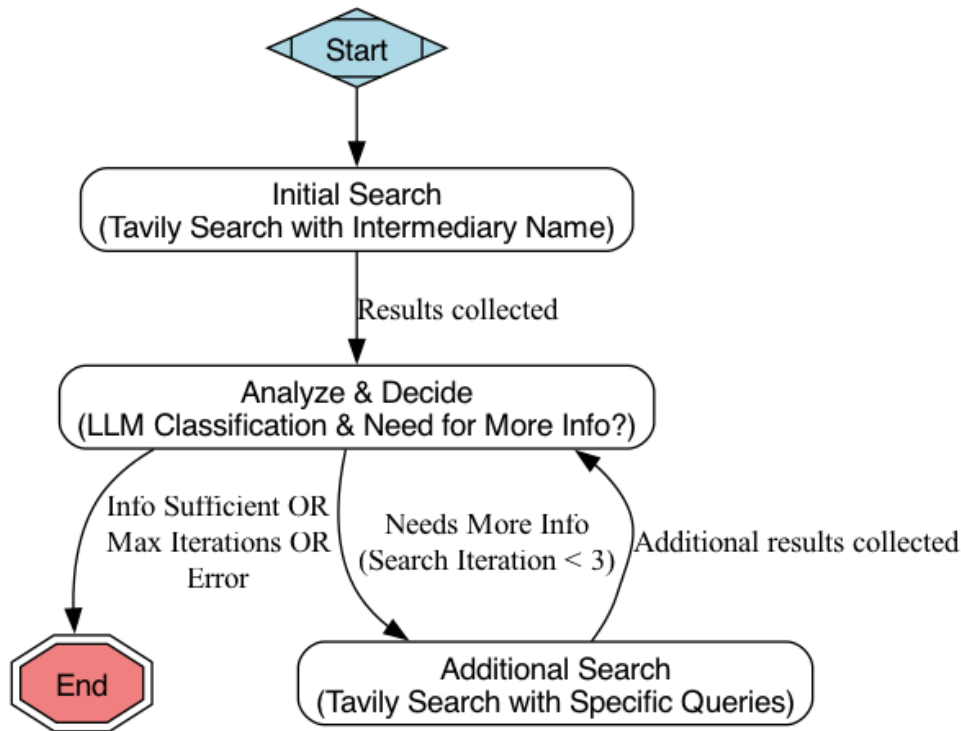 Start
Initial Search
(Tavily Search with Intermediary Name)
Results collected
Analyze & Decide
(LLM Classification & Need for More Info?)
Info Sufficient OR
Max Iterations OR
Error
Needs More Info
(Search Iteration < 3)
Additional results collected
End
Additional Search
(Tavily Search with Specific Queries)